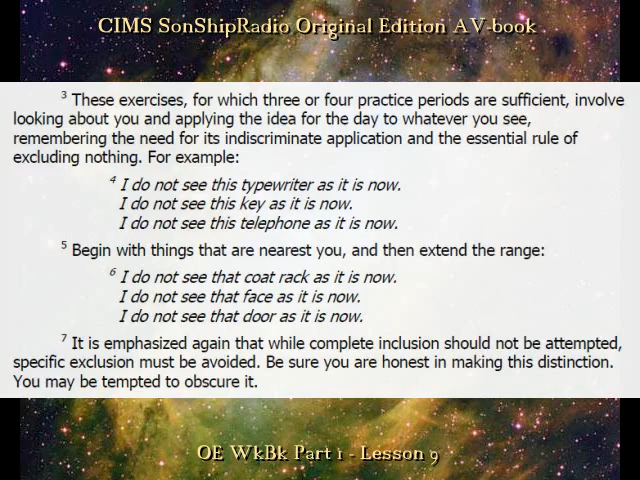 CIMS SonShipRadio Original Edition AV-book
3 These exercises, for which three or four practice periods are sufficient, involve
looking about you and applying the idea for the day to whatever you see,
remembering the need for its indiscriminate application and the essential rule of
excluding nothing. For example:
4 I do not see this typewriter as it is now.
I do not see this key as it is now.
I do not see this telephone as it is now.
5 Begin with things that are nearest you, and then extend the range:
6 I do not see that coat rack as it is now.
I do not see that face as it is now.
I do not see that door as it is now.
7 It is emphasized again that while complete inclusion should not be attempted,
specific exclusion must be avoided. Be sure you are honest in making this distinction.
You may be tempted to obscure it.
OE WkBk Part 1 - Lesson 9